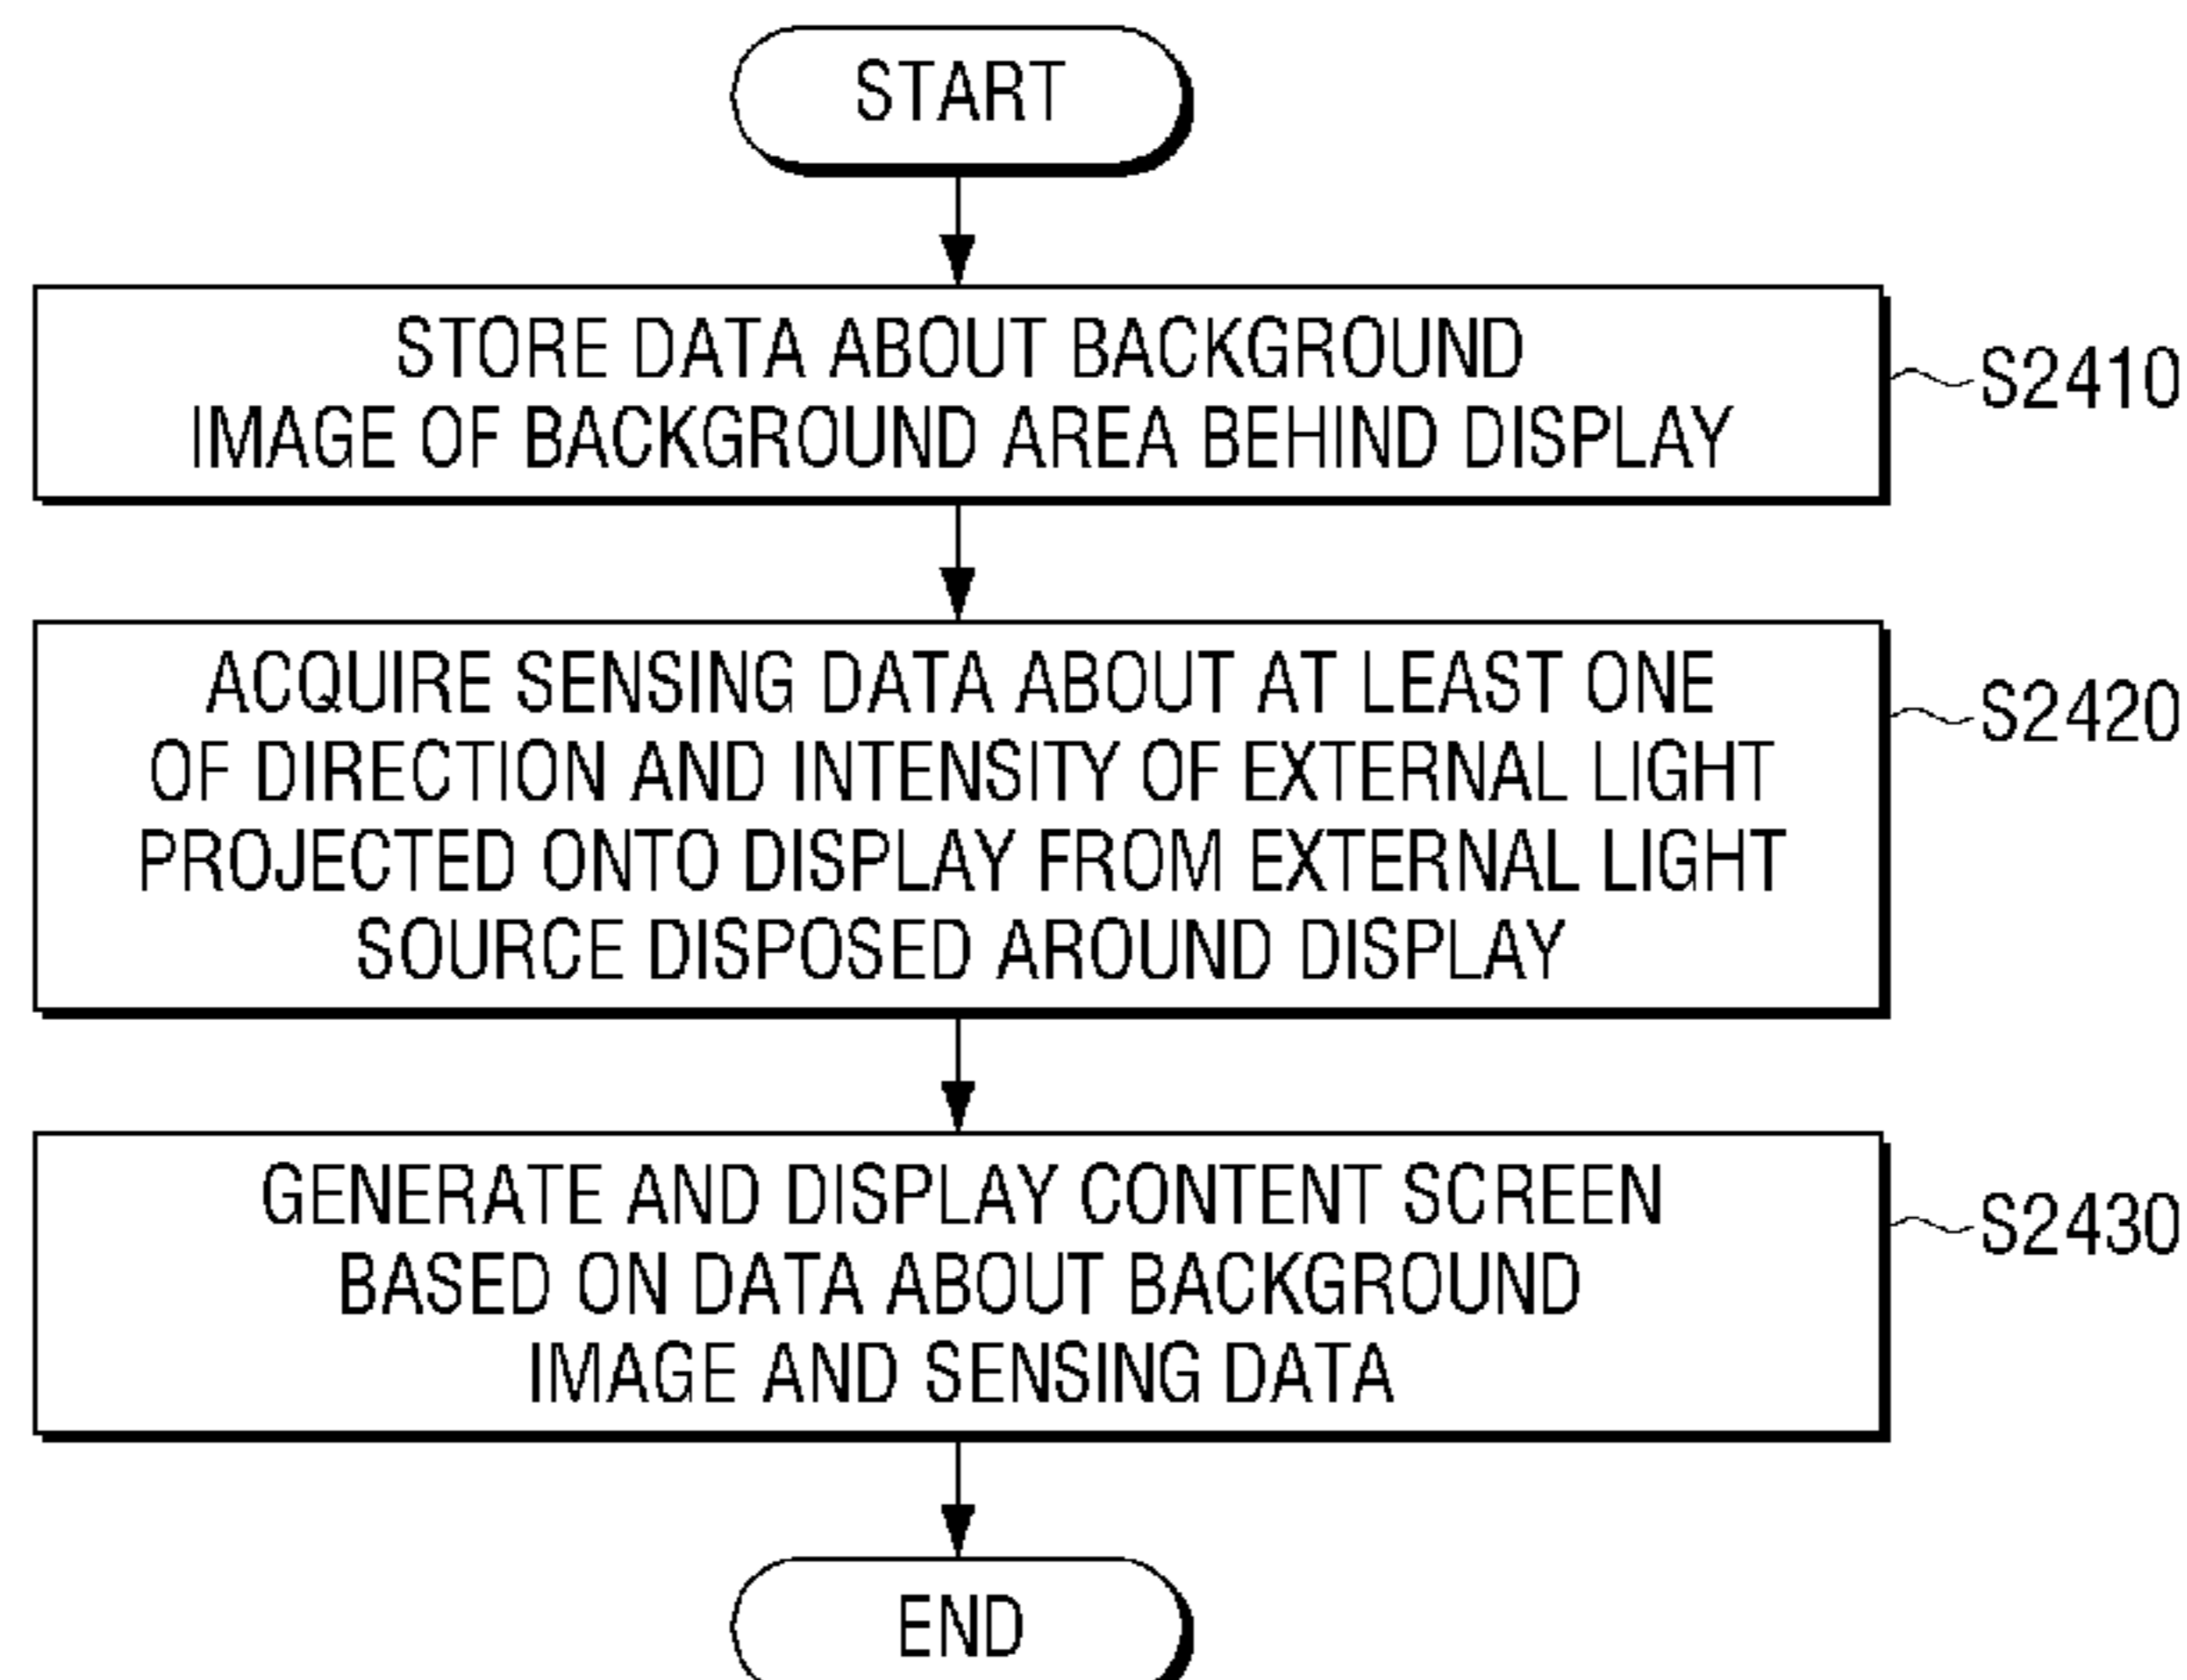 START
STORE DATA ABOUT BACKGROUND
IMAGE OF BACKGROUND AREA BEHIND DISPLAY
S2410
ACQUIRE SENSING DATA ABOUT AT LEAST ONE
OF DIRECTION AND INTENSITY OF EXTERNAL LIGHT
PROJECTED ONTO DISPLAY FROM EXTERNAL LIGHT
SOURCE DISPOSED AROUND DISPLAY
S2420
GENERATE AND DISPLAY CONTENT SCREEN
BASED ON DATA ABOUT BACKGROUND
IMAGE AND SENSING DATA
S2430
END